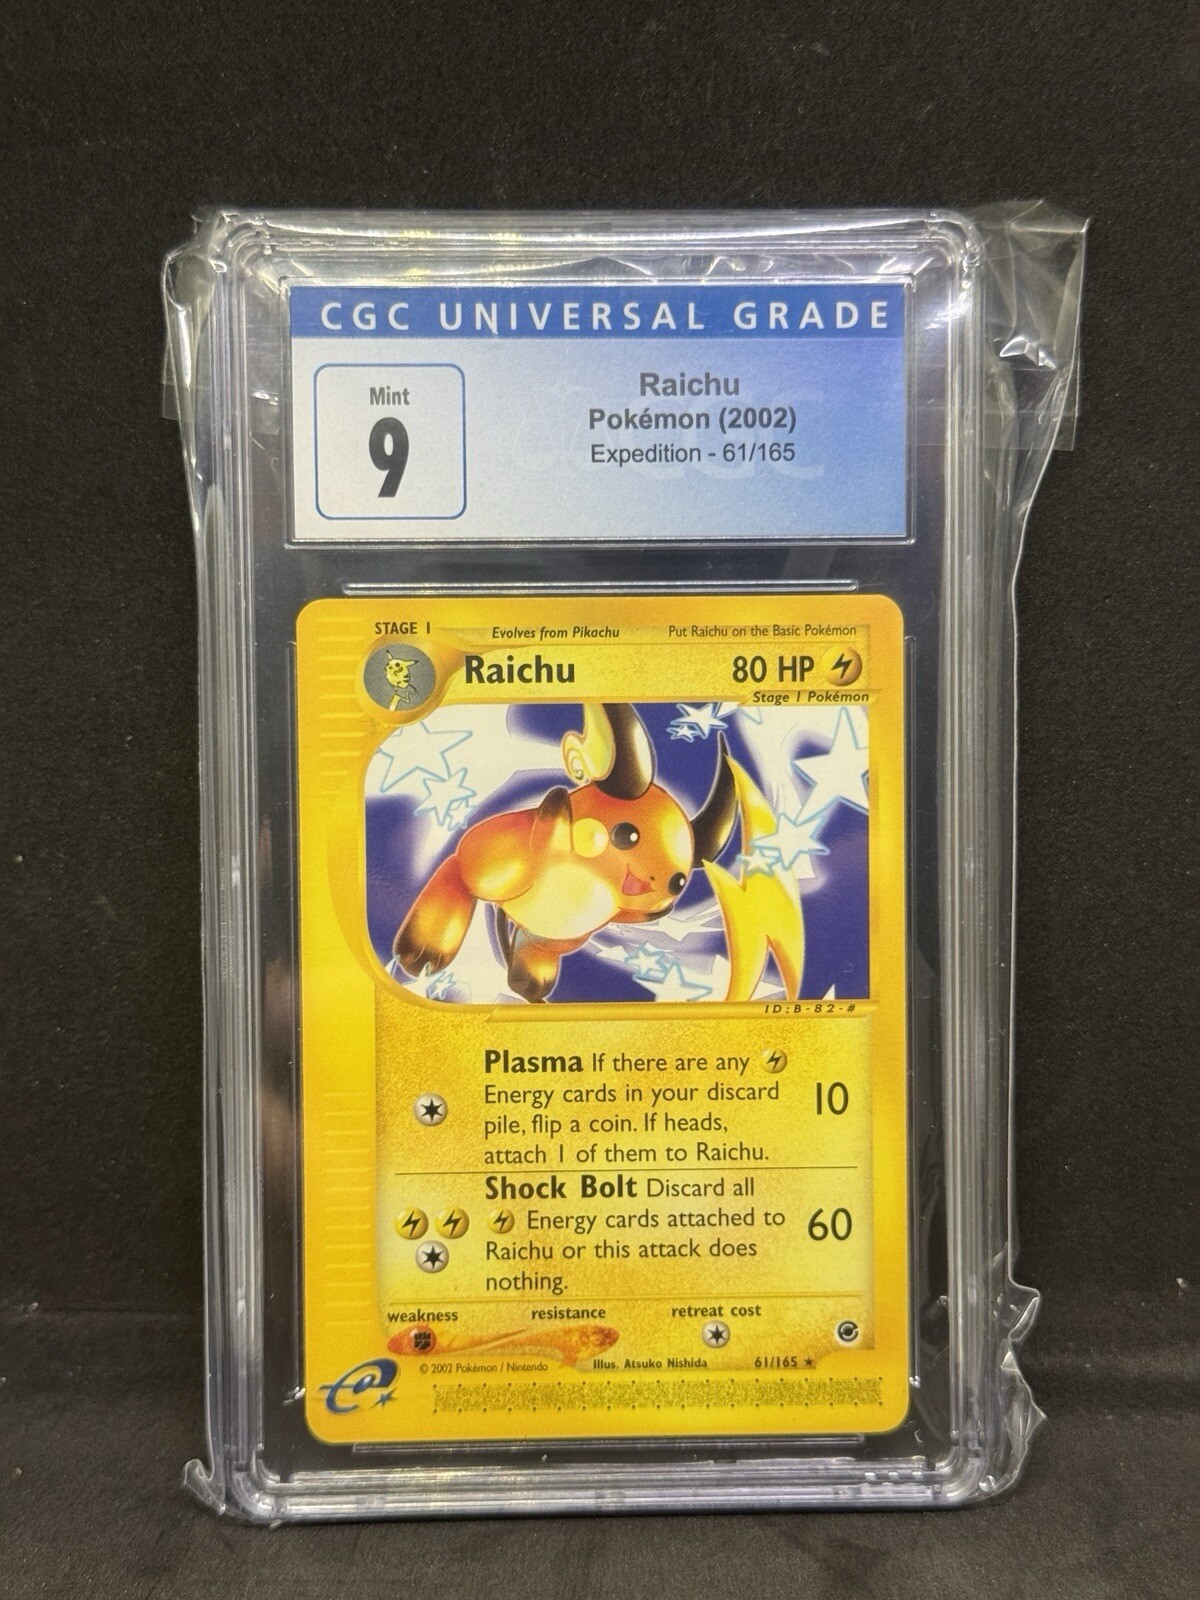 CGC UNIVERSAL GRADE
Mint
9
Raichu
Pokémon (2002)
Expedition - 61/165
STAGE 1
Evolves from Pikachu
Put Raichu on the Basic Pokémon
Raichu
80 HP
Stage 1 Pokémon
ID:B-82-#
Plasma If there are any
Energy cards in your discard
pile, flip a coin. If heads,
attach 1 of them to Raichu.
10
Shock Bolt Discard all
Energy cards attached to
Raichu or this attack does
nothing.
60
weakness resistance retreat cost
© 2002 Pokémon / Nintendo
Illus. Atsuko Nishida
61/165 ★
e